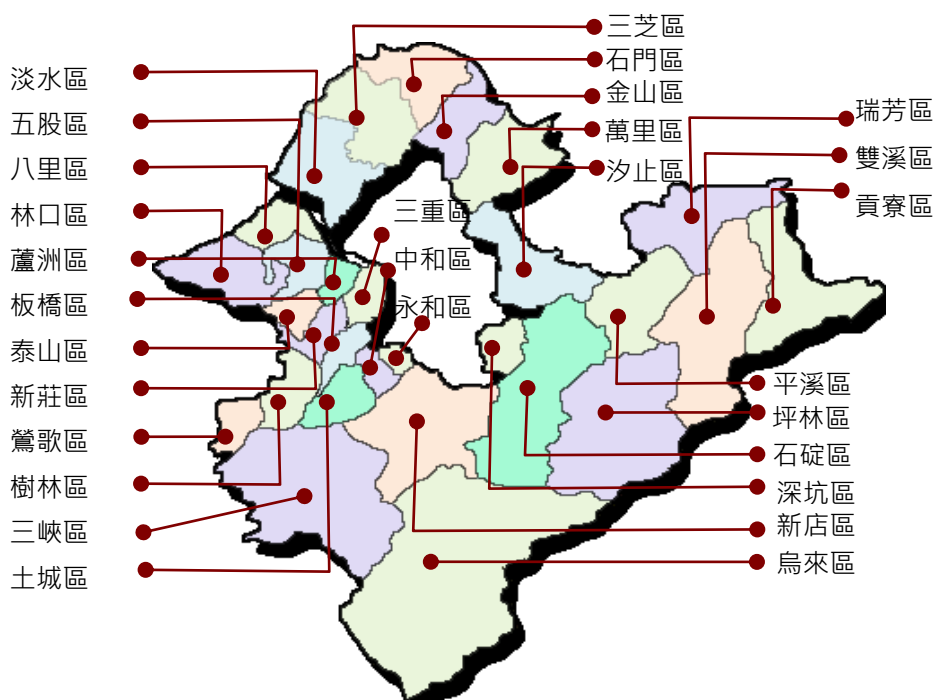 淡水區
五股區
八里區
林口區
蘆洲區
板橋區
泰山區
新莊區
鶯歌區
樹林區
三峽區
土城區
三芝區
石門區
金山區
萬里區
汐止區
三重區
中和區
永和區
瑞芳區
雙溪區
貢寮區
平溪區
坪林區
石碇區
深坑區
新店區
烏來區